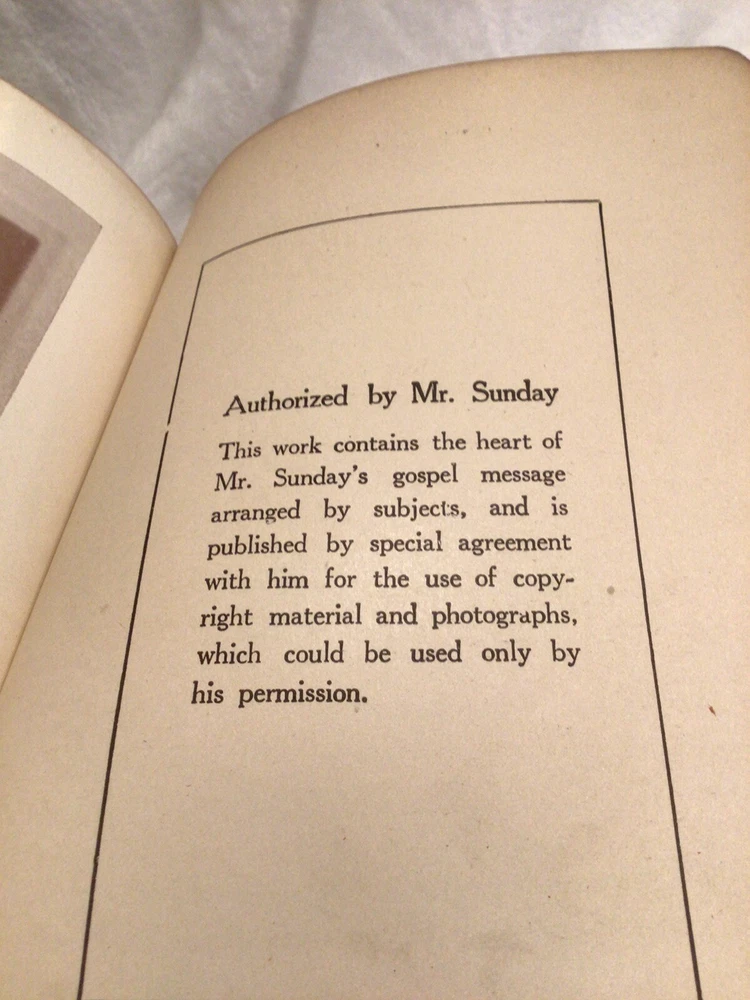 Authorized by Mr. Sunday
This work contains the heart of
Mr. Sunday's gospel message
arranged by subjects, and is
published by special agreement
with him for the use of copy-
right material and photographs,
which could be used only by
his permission.